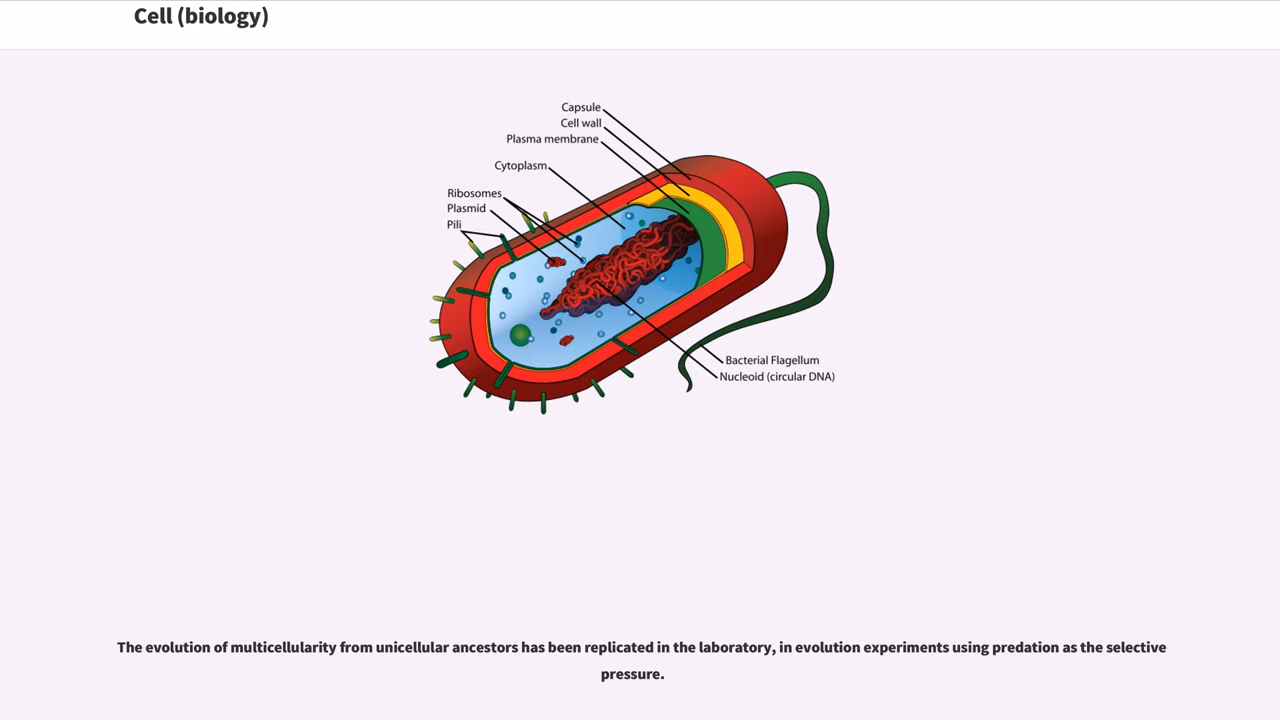 Cell (biology)
Capsule
Cell wall
Plasma membrane
Cytoplasm
Ribosomes
Plasmid
Pili
Bacterial Flagellum
Nucleoid (circular DNA)
The evolution of multicellularity from unicellular ancestors has been replicated in the laboratory, in evolution experiments using predation as the selective
pressure.